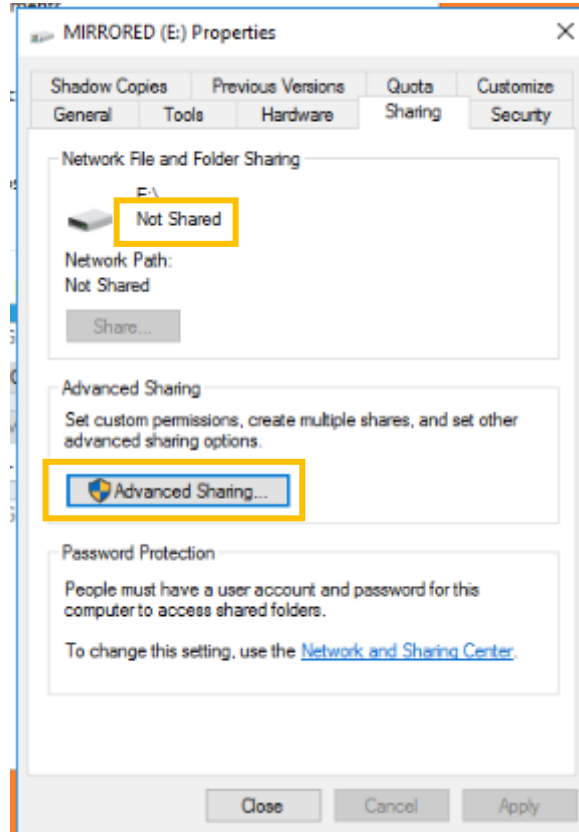 MIRRORED (E:) Properties
Shadow Copies Previous Versions Quota Customize
General Tools Hardware Sharing Security
Network File and Folder Sharing
E:\
Not Shared
Network Path:
Not Shared
Share...
Advanced Sharing
Set custom permissions, create multiple shares, and set other
advanced sharing options.
Advanced Sharing...
Password Protection
People must have a user account and password for this
computer to access shared folders.
To change this setting, use the Network and Sharing Center.
Close Cancel Apply